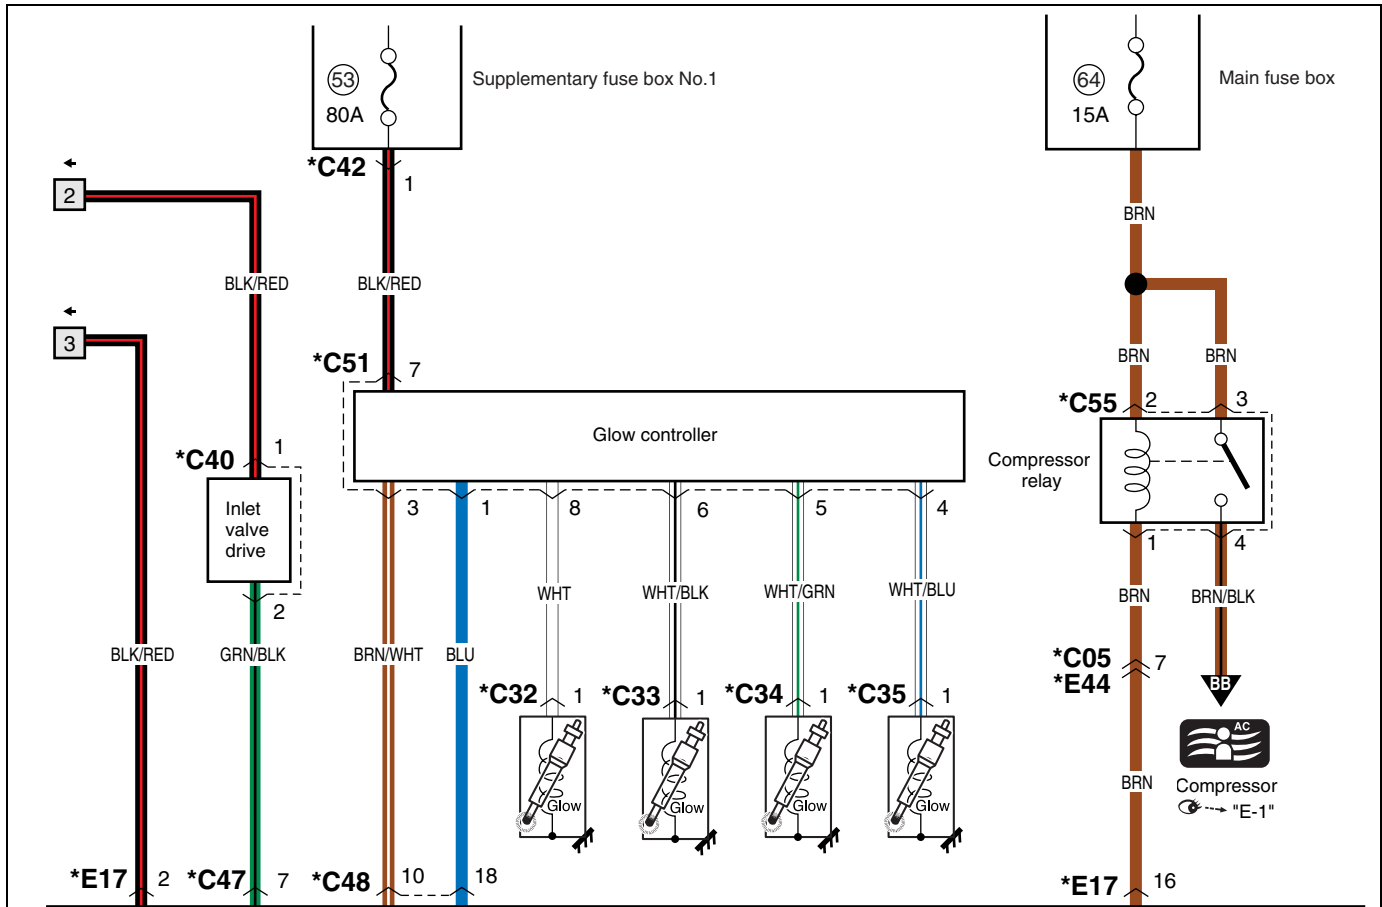 53
80A
Supplementary fuse box No.1
64
15A
Main fuse box
*C42
1
2
BRN
BLK/RED
BLK/RED
3
*C51
7
BRN
BRN
*C55
2
3
Glow controller
*C40
1
Compressor
relay
Inlet
valve
drive
3
1
8
6
5
4
1
4
2
WHT
WHT/BLK
WHT/GRN
WHT/BLU
BRN
BRN/BLK
BLK/RED
GRN/BLK
BRN/WHT
BLU
*C05
7
*E44
*C32
1
*C33
1
*C34
1
*C35
1
BB
AC
Compressor
"E-1"
BRN
Glow
Glow
Glow
Glow
*E17
2
*C47
7
*C48
10
18
*E17
16